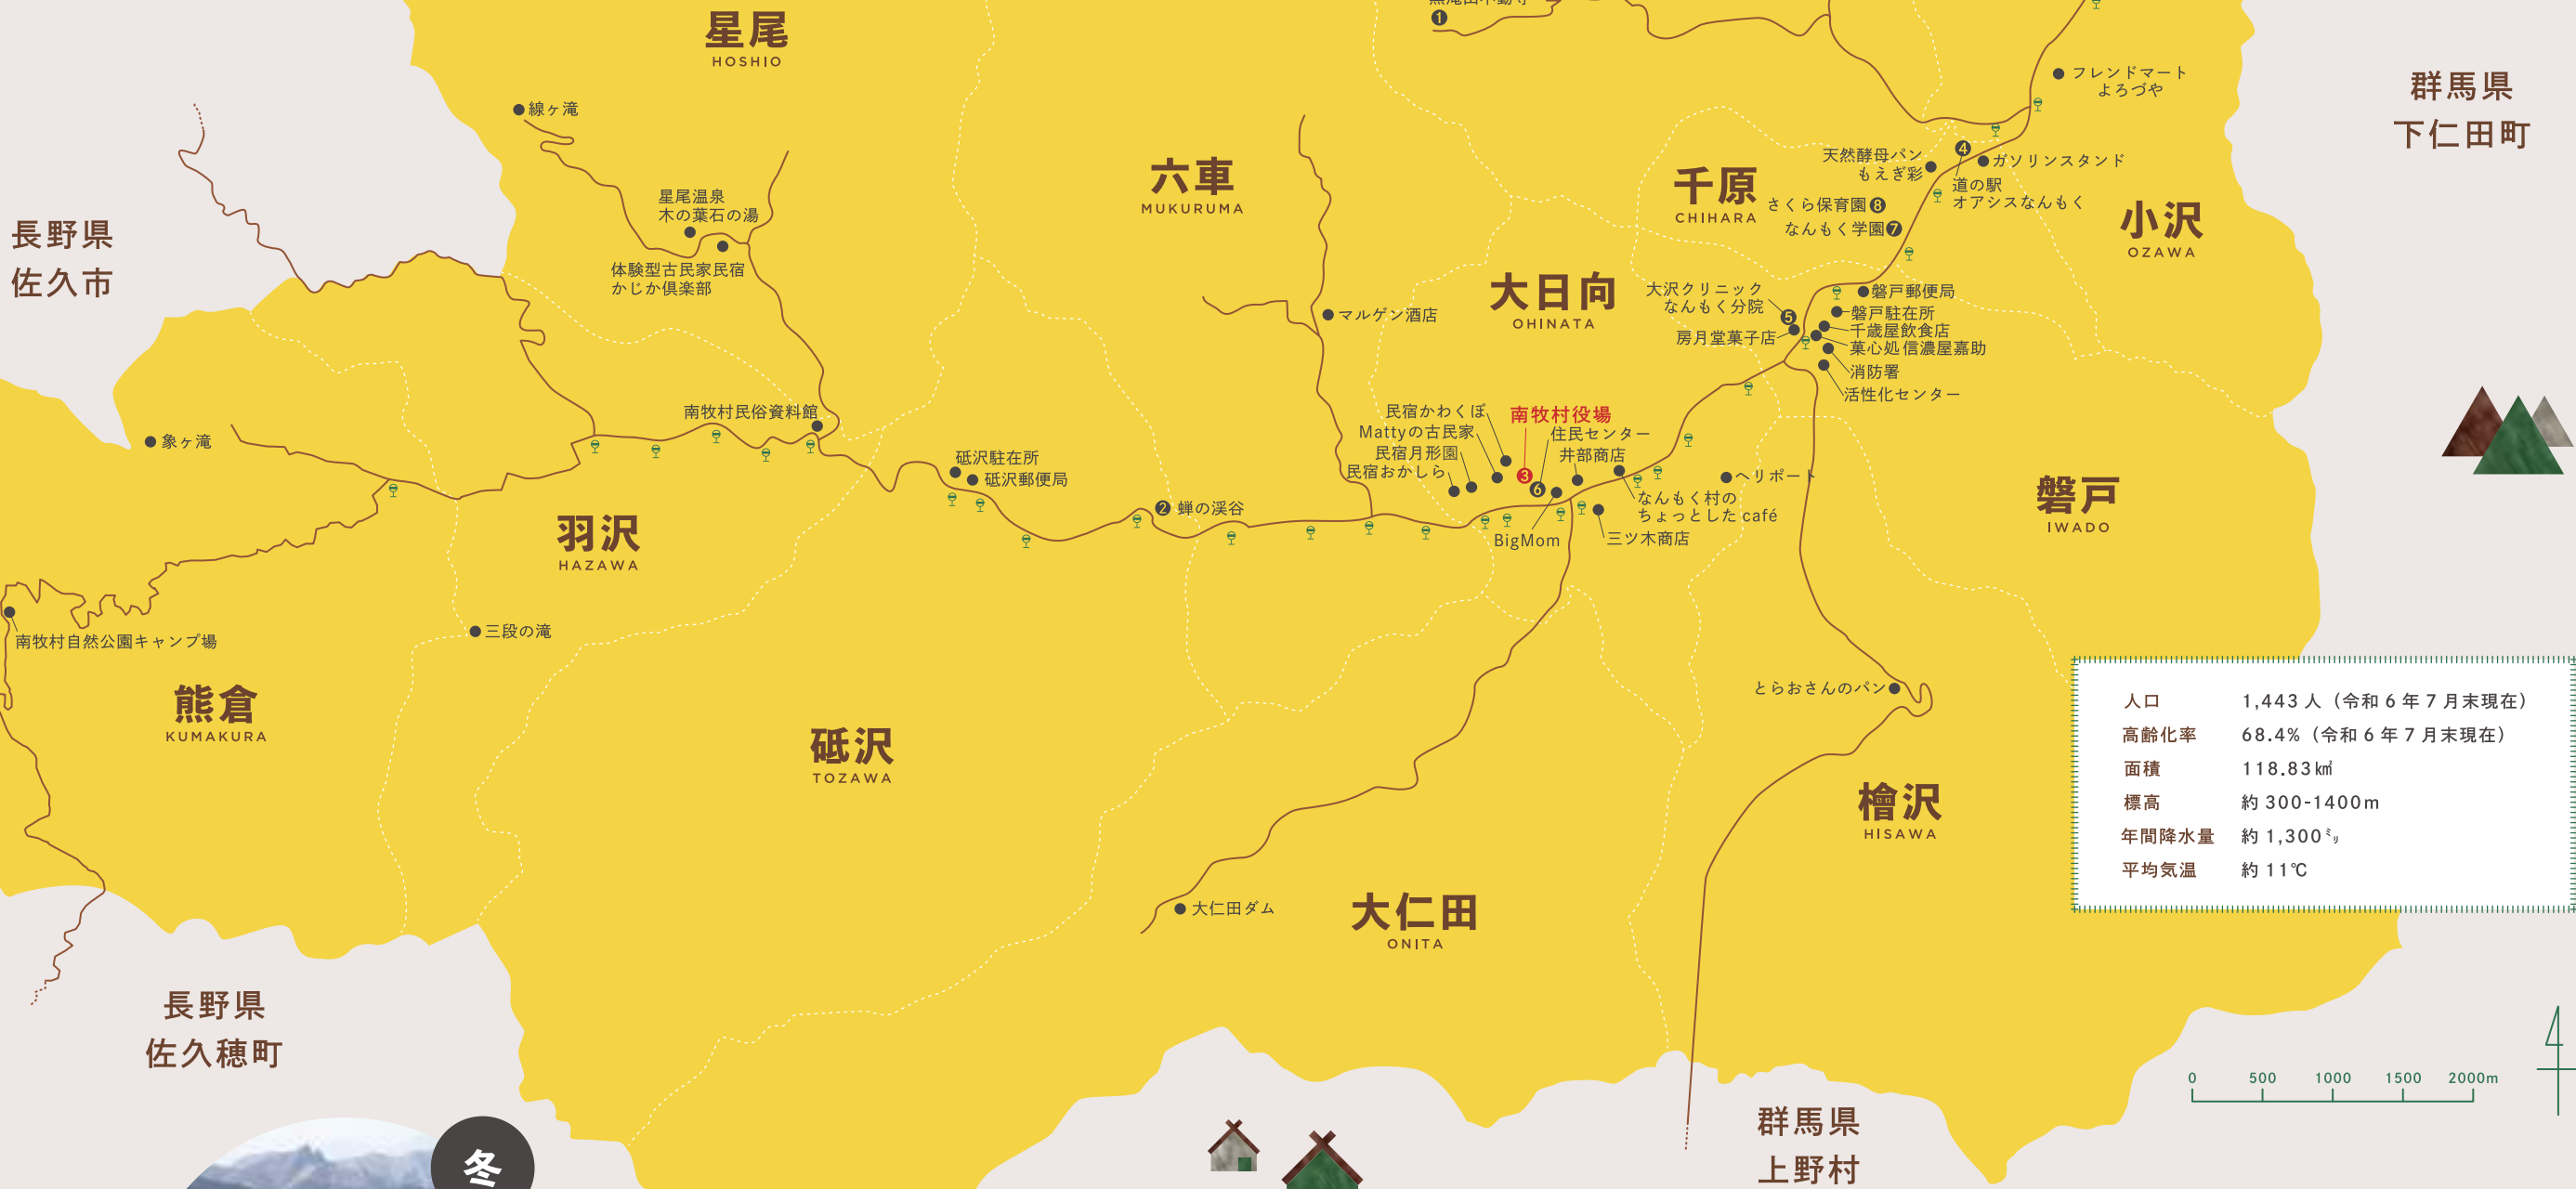 星尾
HOSHIO
1
線ヶ滝
星尾温泉
木の葉石の湯
体験型古民家民宿
かじか倶楽部
六車
MUKURUMA
マルゲン酒店
千原
CHIHARA
さくら保育園8
なんもく学園7
天然酵母パン
もえぎ彩
4
ガソリンスタンド
道の駅
オアシスなんもく
フレンドマート
よろづや
小沢
OZAWA
群馬県
下仁田町
長野県
佐久市
大日向
OHINATA
大沢クリニック
なんもく分院
5
房月堂菓子店
磐戸郵便局
磐戸駐在所
千歳屋飲食店
菓心処 信濃屋嘉助
消防署
活性化センター
象ヶ滝
南牧村民俗資料館
砥沢駐在所
砥沢郵便局
2
蝉の渓谷
民宿かわくぼ
Mattyの古民家
民宿月形園
民宿おかしら
南牧村役場
3
住民センター
6
井部商店
BigMom
三ツ木商店
なんもく村の
ちょっとした café
ヘリポート
磐戸
IWADO
羽沢
HAZAWA
三段の滝
南牧村自然公園キャンプ場
熊倉
KUMAKURA
砥沢
TOZAWA
とらおさんのパン
檜沢
HISAWA
大仁田ダム
大仁田
ONITA
人口 1,443 人（令和 6 年 7 月末現在）
高齢化率 68.4%（令和 6 年 7 月末現在）
面積 118.83㎢
標高 約 300-1400m
年間降水量 約 1,300㍉
平均気温 約 11℃
長野県
佐久穂町
冬
群馬県
上野村
0 500 1000 1500 2000m